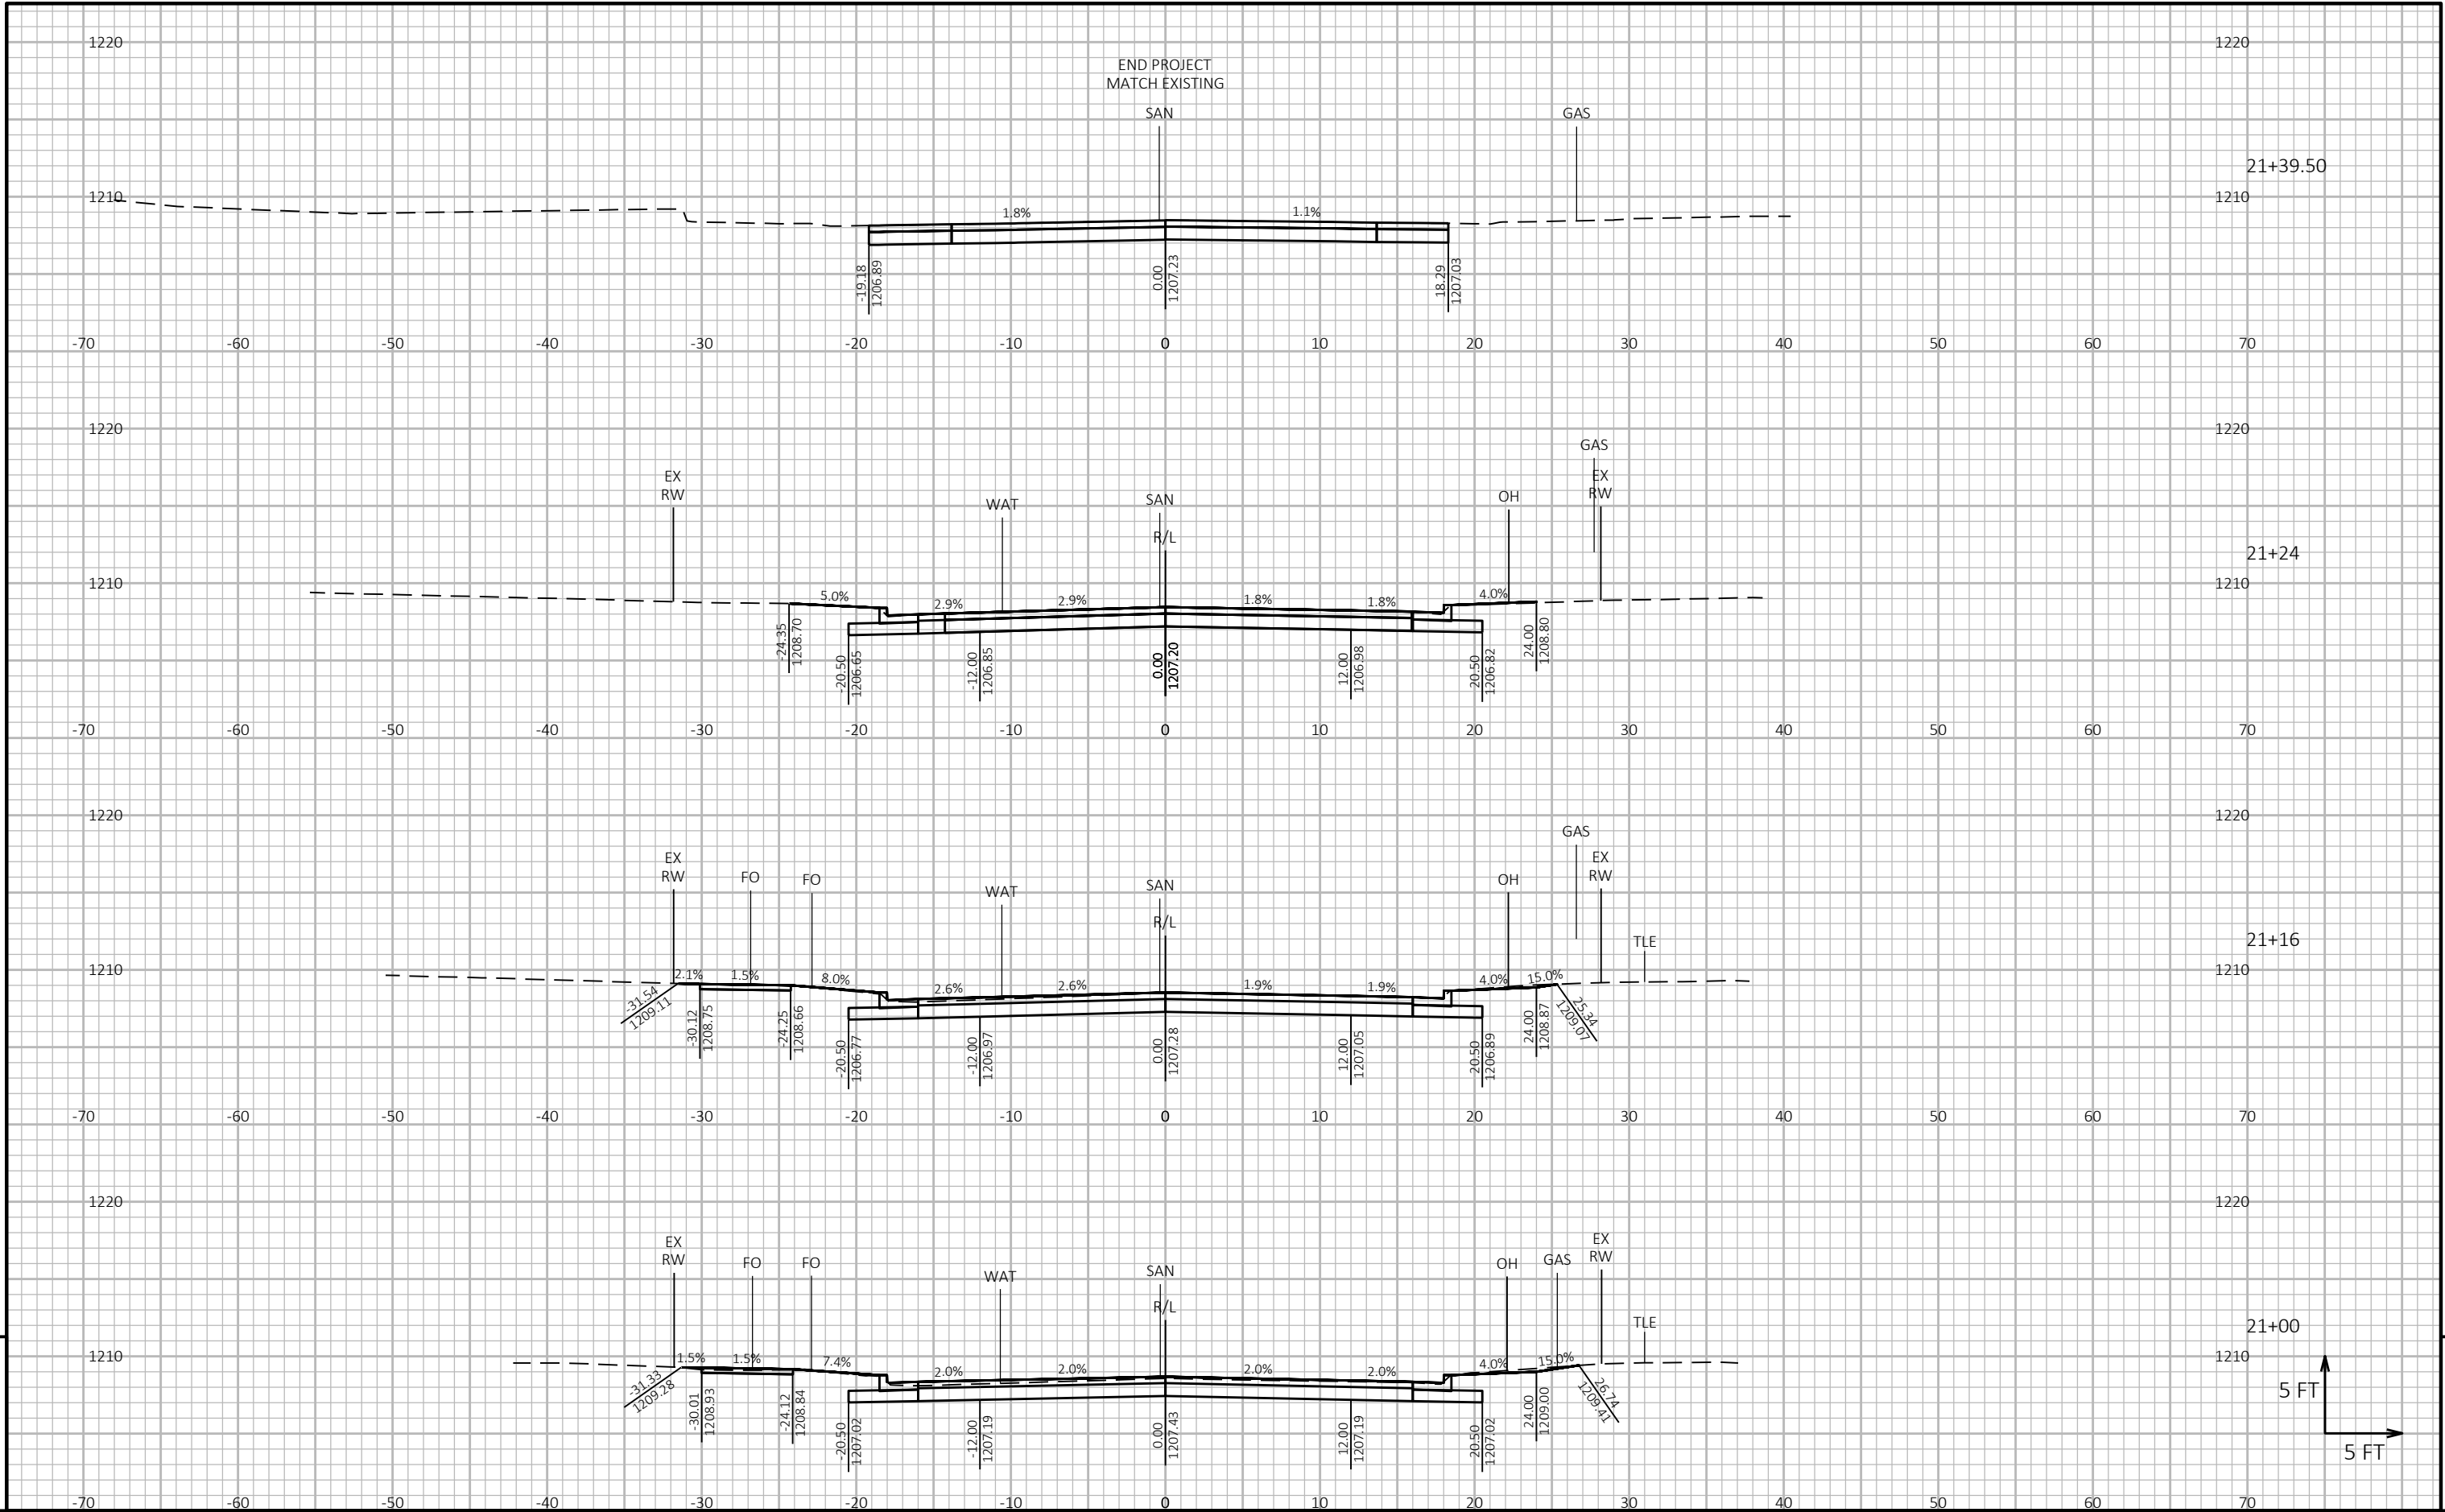 1220 1220
END PROJECT
MATCH EXISTING
SAN GAS
21+39.50
1210 1210
1.8% 1.1%
-19.18
1206.89
0.00
1207.23
18.29
1207.03
-70 -60 -50 -40 -30 -20 -10 0 10 20 30 40 50 60 70
1220 1220
GAS
EX
RW
EX
RW
WAT SAN OH
R/L
21+24
1210 1210
5.0% 2.9% 2.9% 1.8% 1.8% 4.0%
-24.35
1208.70
-20.50
1206.65
-12.00
1206.85
0.00
1207.20
12.00
1206.98
20.50
1206.82
24.00
1208.80
-70 -60 -50 -40 -30 -20 -10 0 10 20 30 40 50 60 70
1220 1220
GAS
EX
RW
FO FO WAT SAN OH
EX
RW
R/L
TLE
21+16
1210 1210
2.1% 1.5% 8.0% 2.6% 2.6% 1.9% 1.9% 4.0% 15.0%
-31.54
1209.11
-30.12
1208.75
-24.25
1208.66
-20.50
1206.77
-12.00
1206.97
0.00
1207.28
12.00
1207.05
20.50
1206.89
24.00
1208.87
25.34
1209.07
-70 -60 -50 -40 -30 -20 -10 0 10 20 30 40 50 60 70
1220 1220
EX
RW
FO FO WAT SAN OH GAS
EX
RW
R/L
TLE
21+00
1210 1210
1.5% 1.5% 7.4% 2.0% 2.0% 2.0% 2.0% 4.0% 15.0%
-31.33
1209.28
-30.01
1208.93
-24.12
1208.84
-20.50
1207.02
-12.00
1207.19
0.00
1207.43
12.00
1207.19
20.50
1207.02
24.00
1209.00
26.74
1209.41
5 FT
5 FT
-70 -60 -50 -40 -30 -20 -10 0 10 20 30 40 50 60 70